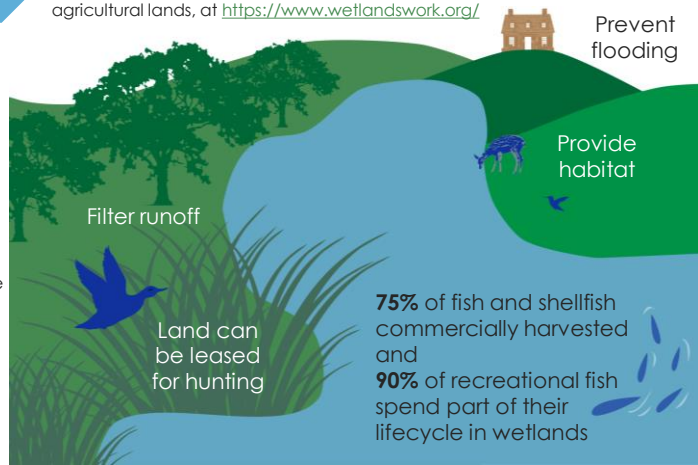 agricultural lands, at https://www.wetlandswork.org/
Prevent
flooding
Provide
habitat
Filter runoff
Land can
be leased
for hunting
75% of fish and shellfish
commercially harvested
and
90% of recreational fish
spend part of their
lifecycle in wetlands